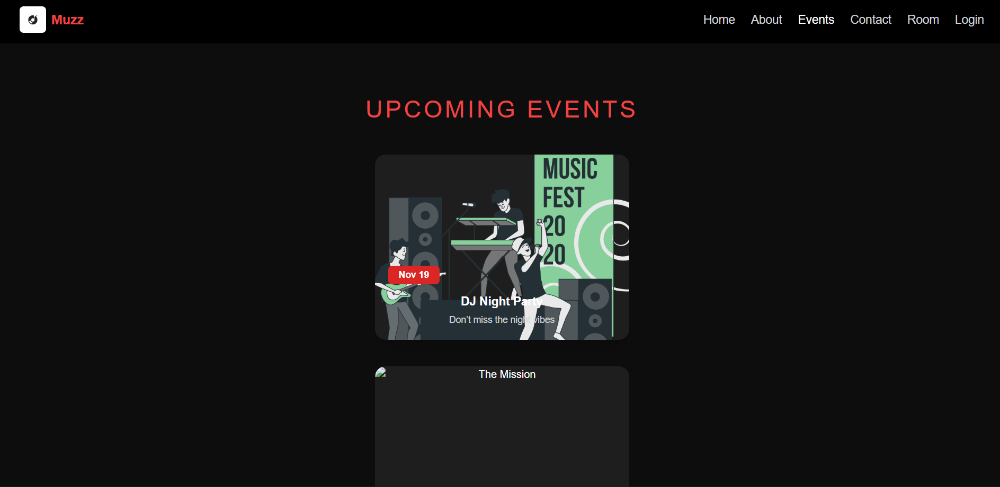 Muzz
Home About Events Contact Room Login
UPCOMING EVENTS
MUSIC
FEST
20
20
Nov 19
DJ Night Party
Don't miss the night vibes
The Mission